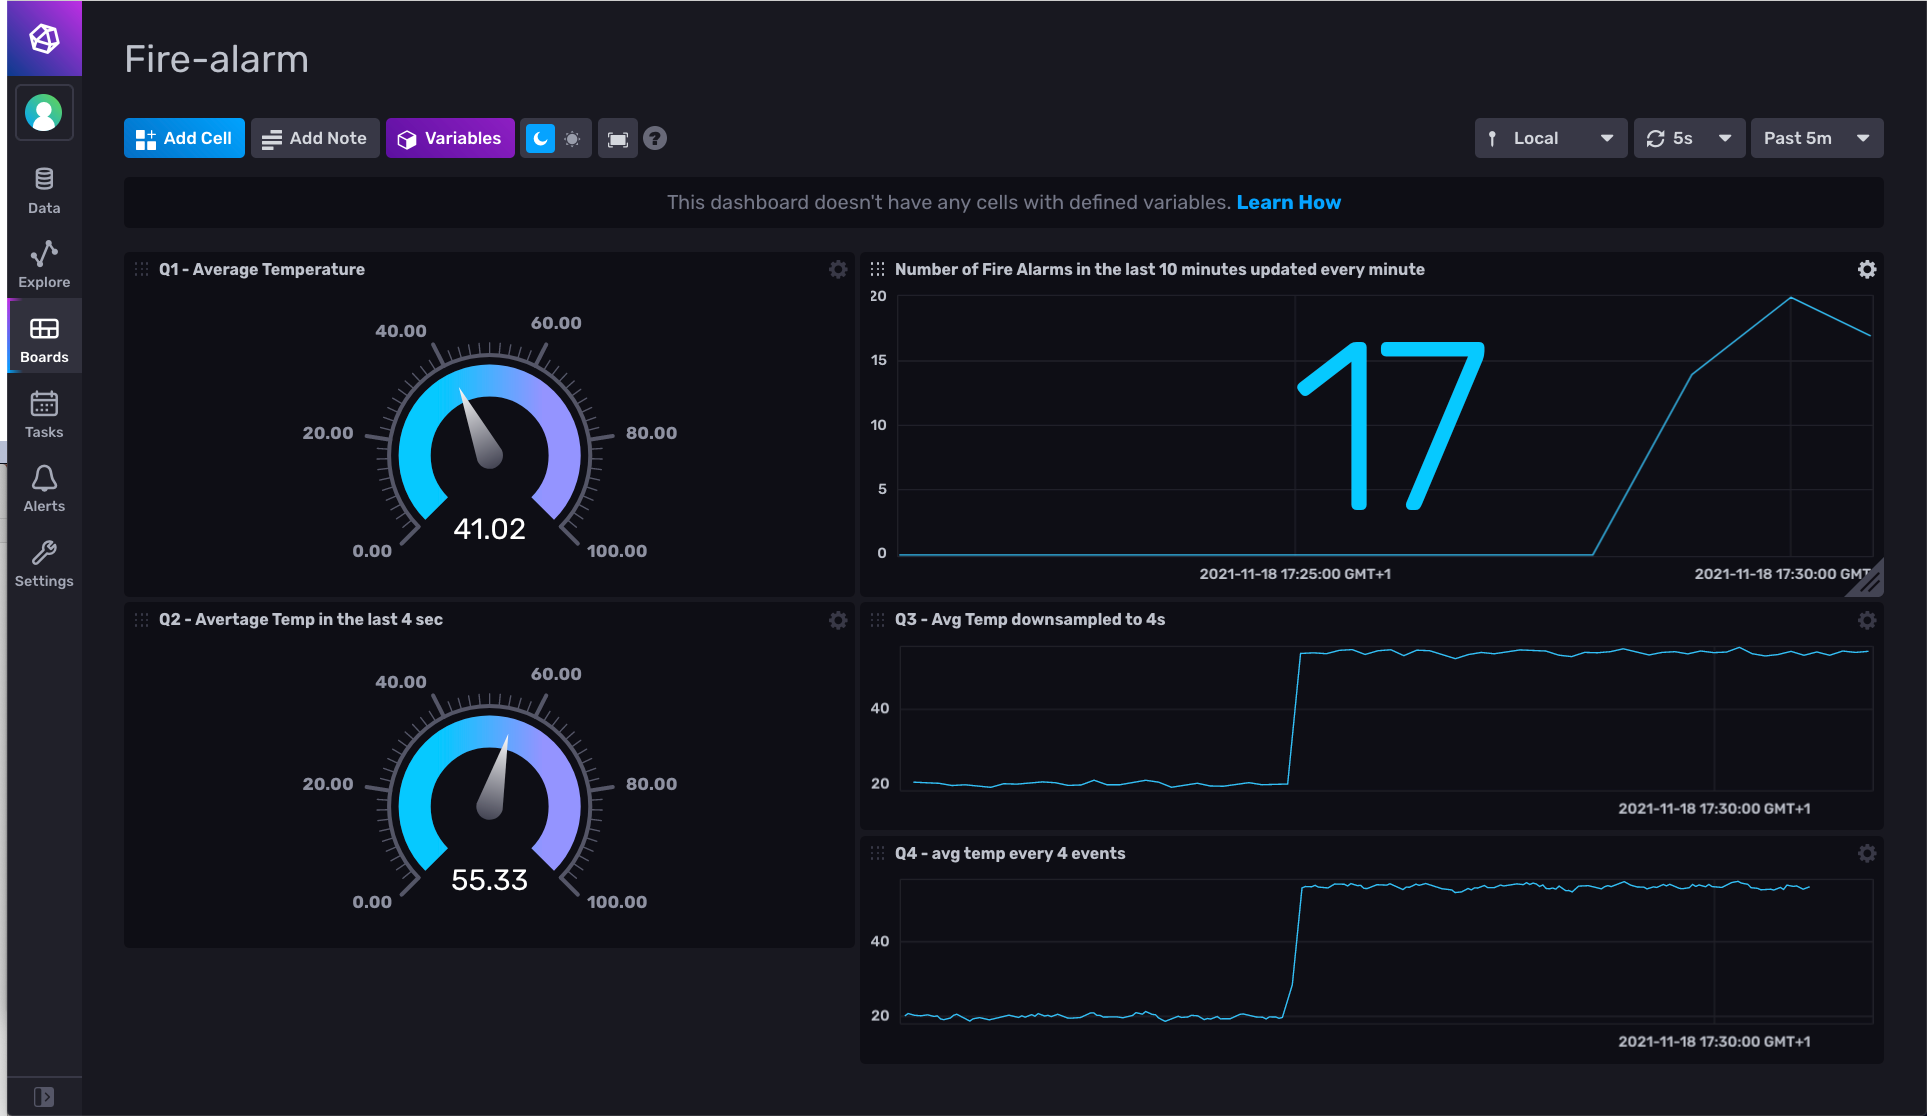 Fire-alarm
Add Cell
Add Note
Variables
?
Local
5s
Past 5m
Data
Explore
Boards
Tasks
Alerts
Settings
This dashboard doesn't have any cells with defined variables. Learn How
Q1 - Average Temperature
40.00
60.00
20.00
80.00
0.00
100.00
41.02
Number of Fire Alarms in the last 10 minutes updated every minute
20
15
10
5
0
17
2021-11-18 17:25:00 GMT+1
2021-11-18 17:30:00 GMT
Q2 - Avertage Temp in the last 4 sec
40.00
60.00
20.00
80.00
0.00
100.00
55.33
Q3 - Avg Temp downsampled to 4s
40
20
2021-11-18 17:30:00 GMT+1
Q4 - avg temp every 4 events
40
20
2021-11-18 17:30:00 GMT+1